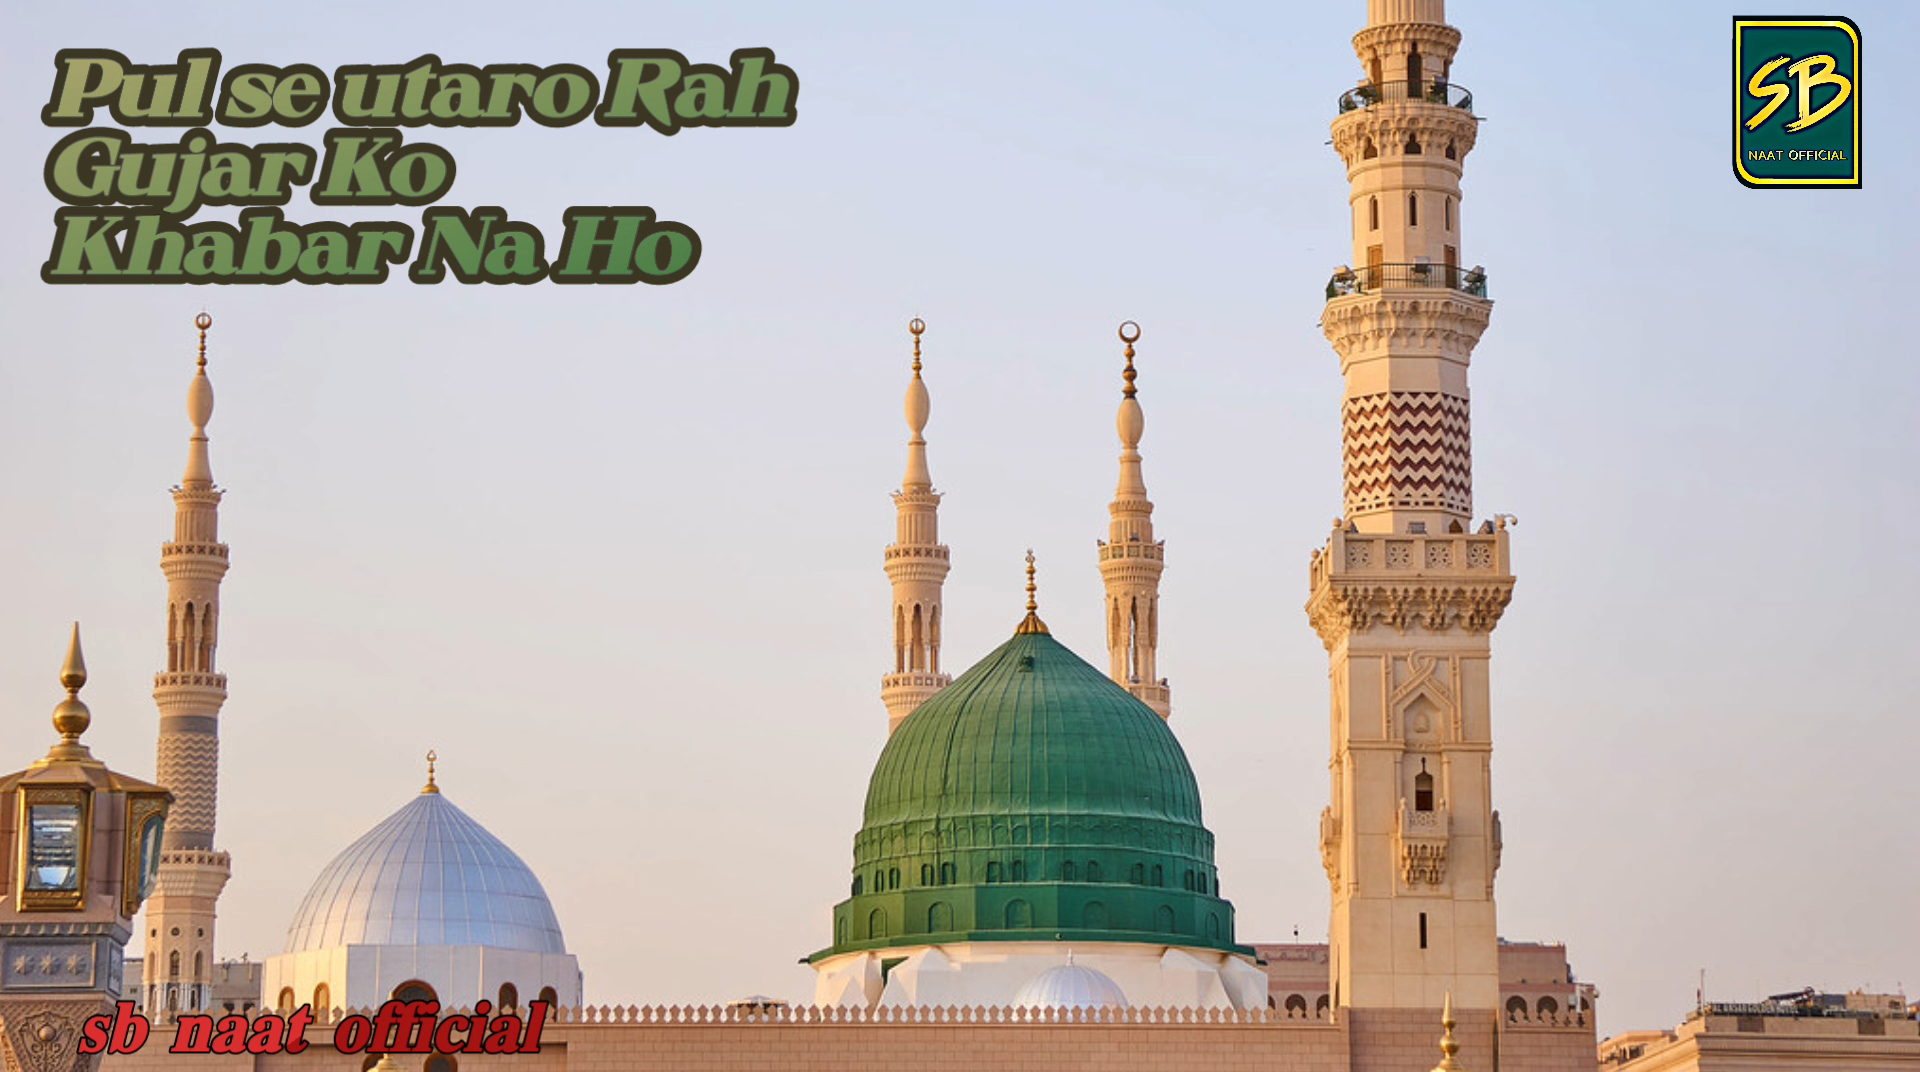 Pul se utaro Rah
Gujar Ko
Khabar Na Ho
SB
NAAT OFFICIAL
sb naat official